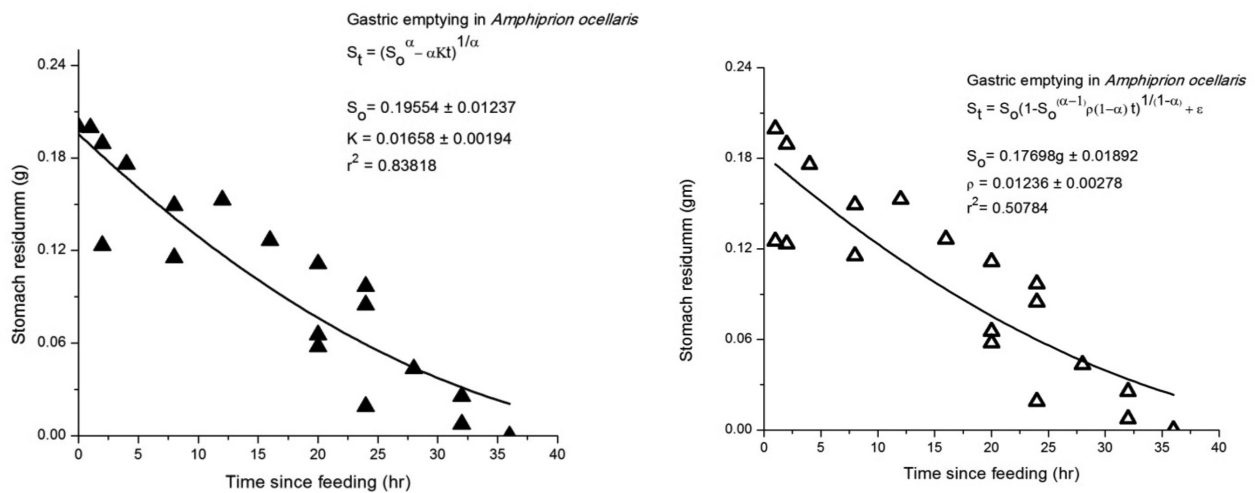 Gastric emptying in Amphiprion ocellaris
Sₜ = (Sₒ^α – αKt)^1/α
Sₒ = 0.19554 ± 0.01237
K = 0.01658 ± 0.00194
r² = 0.83818
0.24
0.18
0.12
0.06
0.00
Stomach residumm (g)
0 5 10 15 20 25 30 35 40
Time since feeding (hr)
Gastric emptying in Amphiprion ocellaris
Sₜ = Sₒ(1-Sₒ^(α–1)ρ(1-α) t)^1/(1-α) + ε
Sₒ = 0.17698g ± 0.01892
ρ = 0.01236 ± 0.00278
r²= 0.50784
0.24
0.18
0.12
0.06
0.00
Stomach residumm (gm)
0 5 10 15 20 25 30 35 40
Time since feeding (hr)